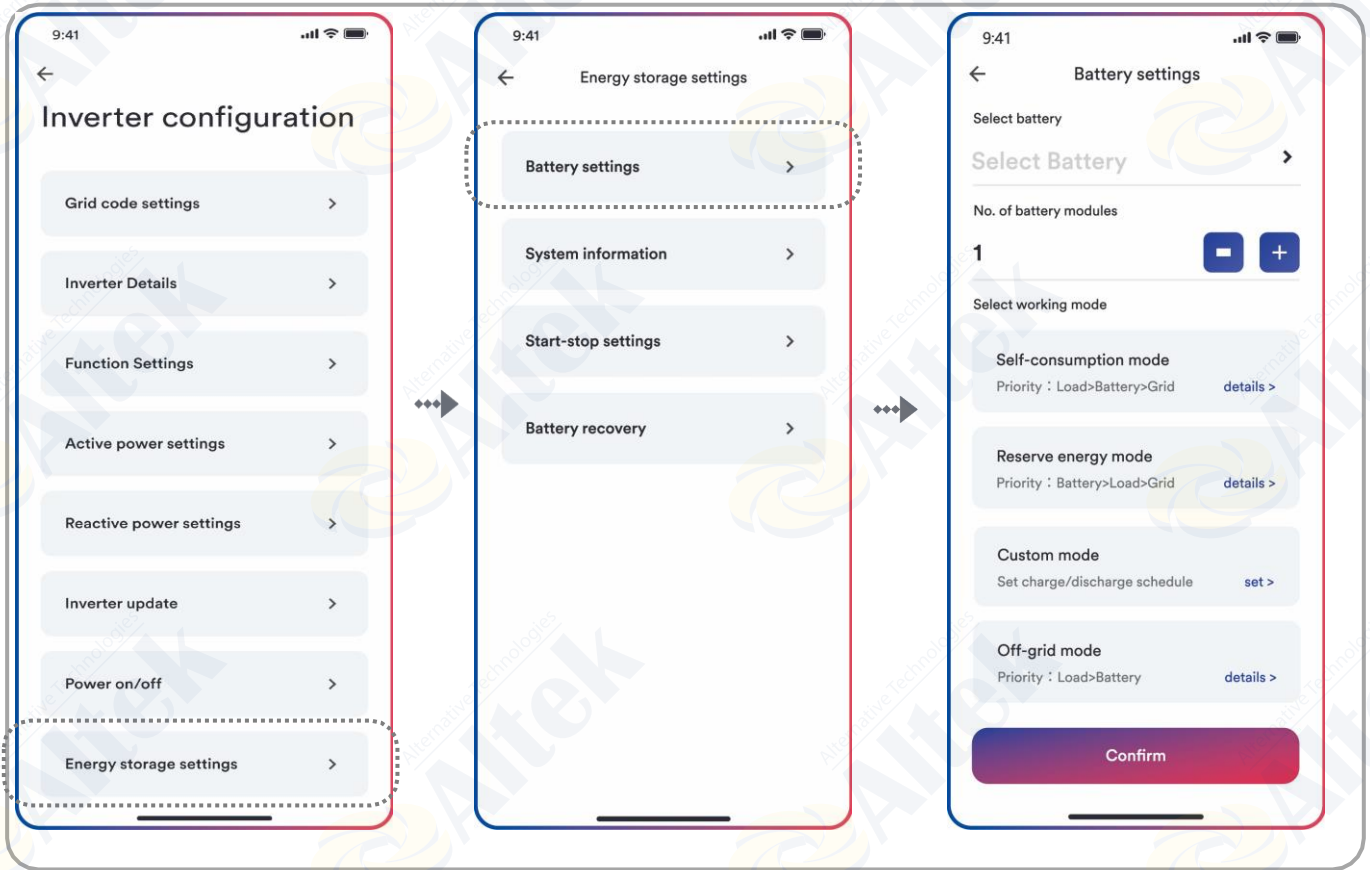 9:41
Inverter configuration
Grid code settings
Inverter Details
Function Settings
Active power settings
Reactive power settings
Inverter update
Power on/off
Energy storage settings
9:41
Energy storage settings
Battery settings
System information
Start-stop settings
Battery recovery
9:41
Battery settings
Select battery
Select Battery
No. of battery modules
1
Select working mode
Self-consumption mode
Priority：Load>Battery>Grid details >
Reserve energy mode
Priority：Battery>Load>Grid details >
Custom mode
Set charge/discharge schedule set >
Off-grid mode
Priority：Load>Battery details >
Confirm
Altek
Alternative Technologies